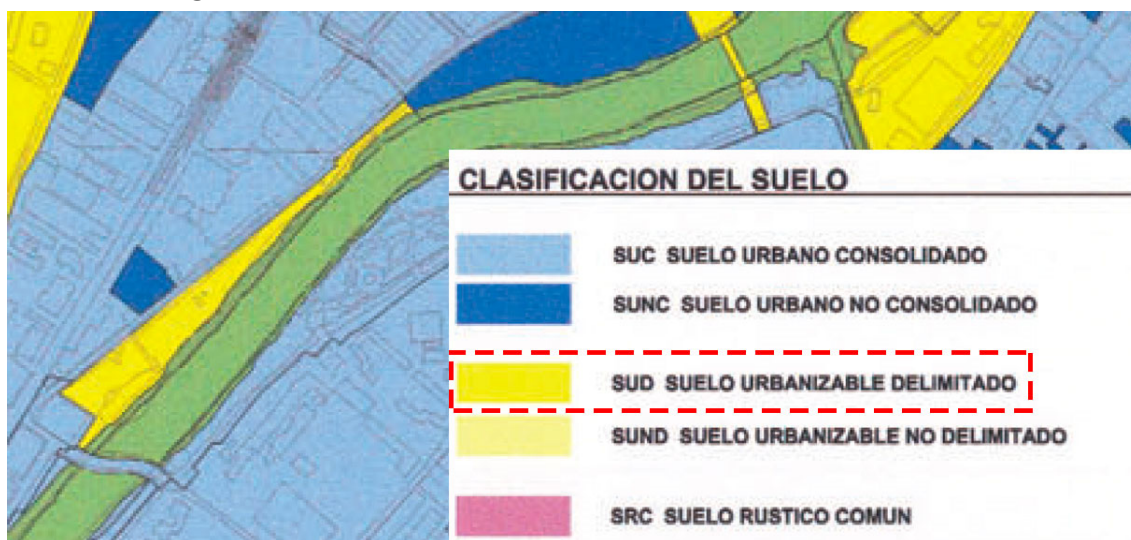 CLASIFICACION DEL SUELO
SUC SUELO URBANO CONSOLIDADO
SUNC SUELO URBANO NO CONSOLIDADO
SUD SUELO URBANIZABLE DELIMITADO
SUND SUELO URBANIZABLE NO DELIMITADO
SRC SUELO RUSTICO COMUN